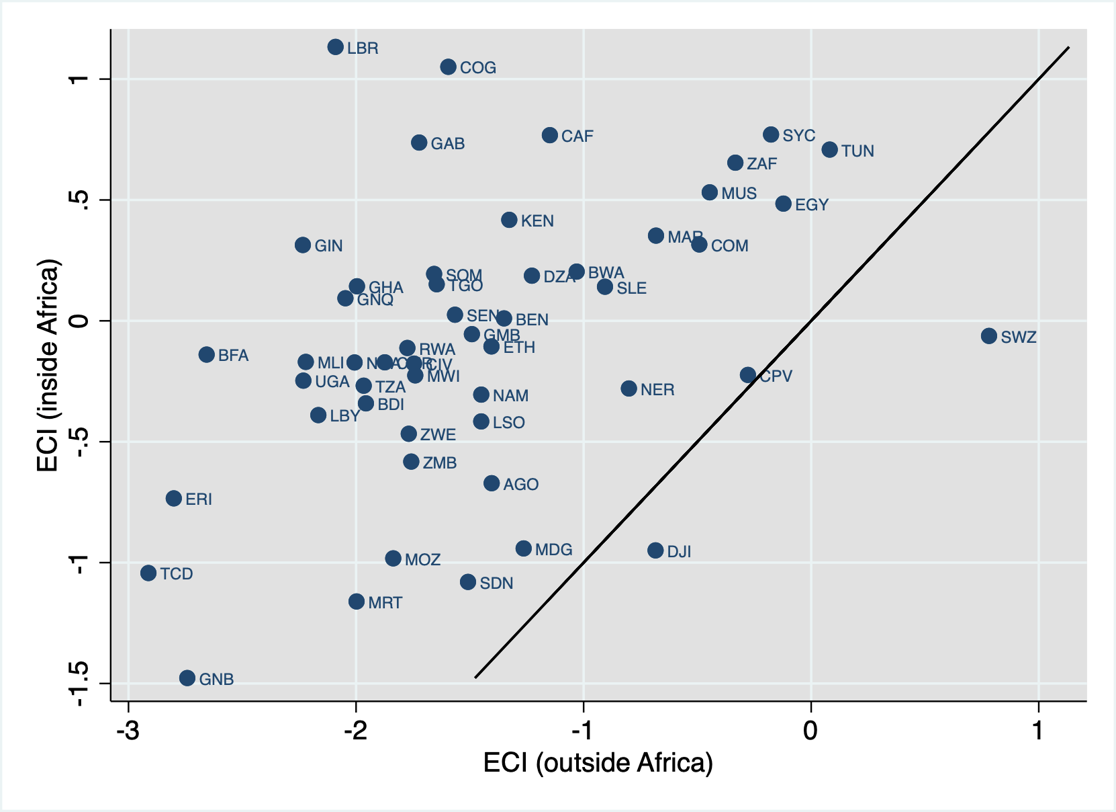 ECI (inside Africa)
1
.5
0
-.5
-1
-1.5
LBR
COG
CAF
GAB
SYC
TUN
ZAF
MUS
EGY
KEN
MAR
COM
GIN
SOM
TGO
DZA
BWA
SLE
GHA
GNQ
SEN
BEN
GMB
ETH
SWZ
BFA
RWA
MLI
CIV
MWI
UGA
TZA
BDI
LBY
NAM
NER
CPV
LSO
ZWE
ZMB
AGO
ERI
MDG
DJI
MOZ
TCD
SDN
MRT
GNB
-3
-2
-1
0
1
ECI (outside Africa)